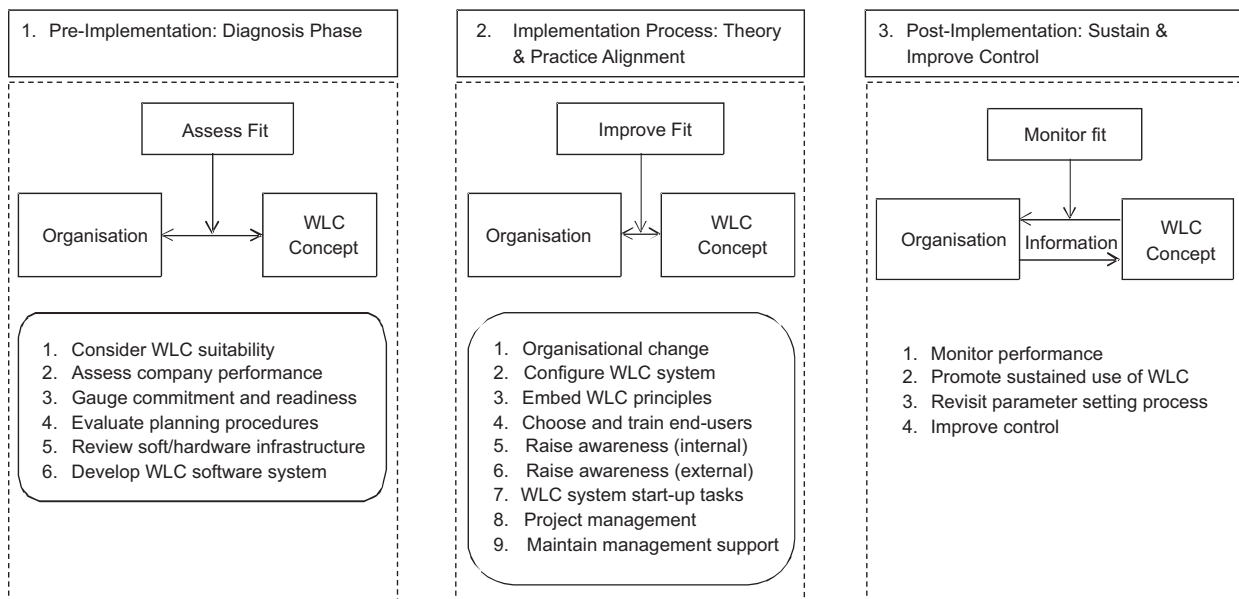 1. Pre-Implementation: Diagnosis Phase
Assess Fit
Organisation
WLC
Concept
1. Consider WLC suitability
2. Assess company performance
3. Gauge commitment and readiness
4. Evaluate planning procedures
5. Review soft/hardware infrastructure
6. Develop WLC software system
2. Implementation Process: Theory
& Practice Alignment
Improve Fit
Organisation
WLC
Concept
1. Organisational change
2. Configure WLC system
3. Embed WLC principles
4. Choose and train end-users
5. Raise awareness (internal)
6. Raise awareness (external)
7. WLC system start-up tasks
8. Project management
9. Maintain management support
3. Post-Implementation: Sustain &
Improve Control
Monitor fit
Organisation
Information
WLC
Concept
1. Monitor performance
2. Promote sustained use of WLC
3. Revisit parameter setting process
4. Improve control